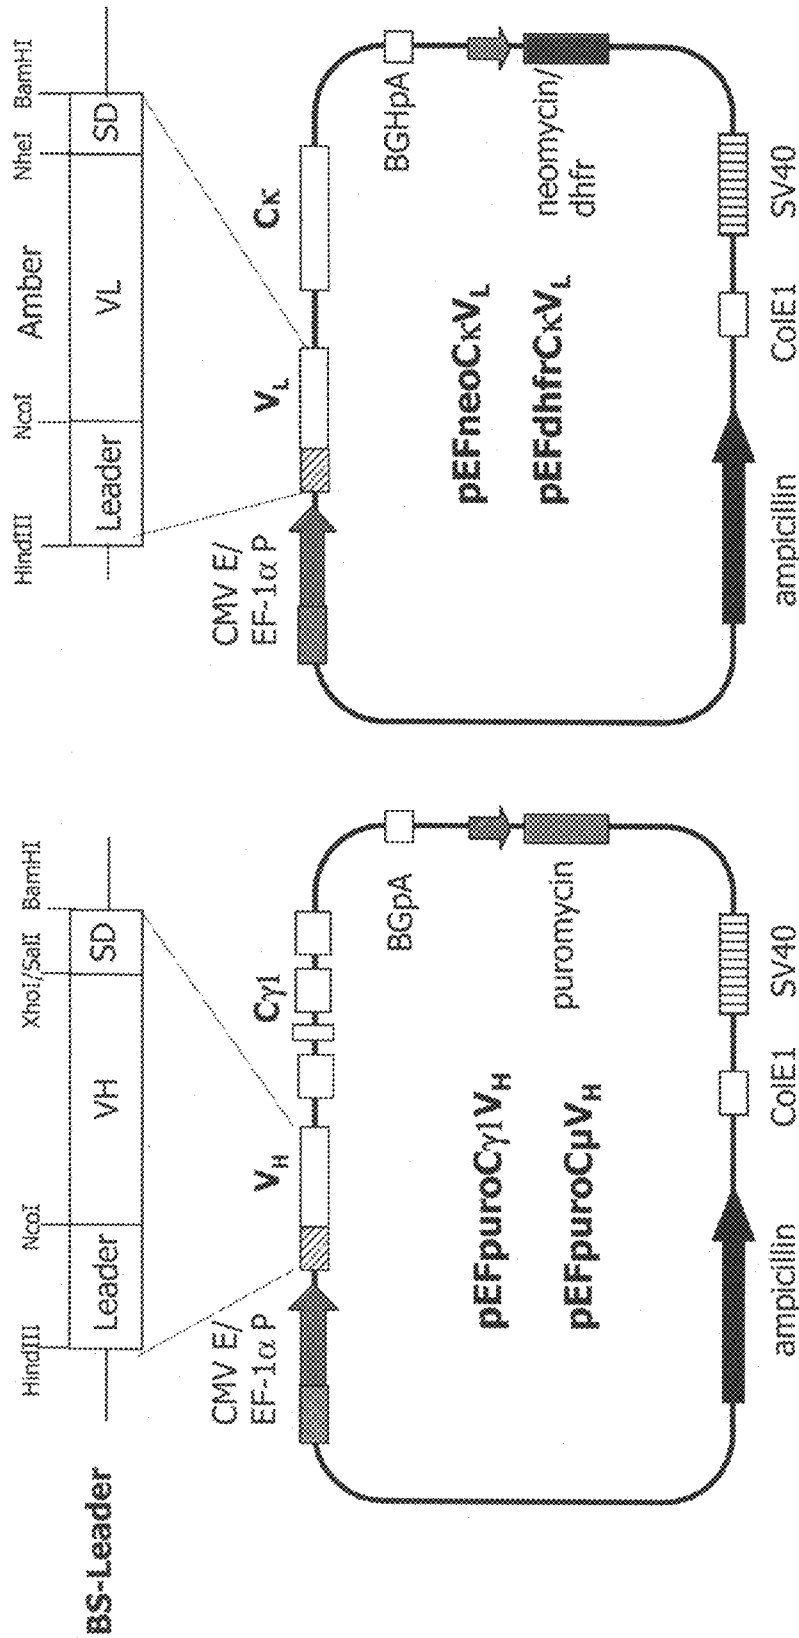 BS-Leader
HindIII
NcoI
XhoI/SalI
BamHI
Leader
VH
SD
CMV E/
EF-1α P
VH
Cγ1
BGpA
puromycin
pEFpuroCγ1VH
pEFpuroCμVH
ampicillin
ColE1
SV40
HindIII
NcoI
Amber
NheI
BamHI
Leader
VL
SD
CMV E/
EF-1α P
VL
Cκ
BGHpA
neomycin/
dhfr
pEFneoCκVL
pEFdhfrCκVL
ampicillin
ColE1
SV40